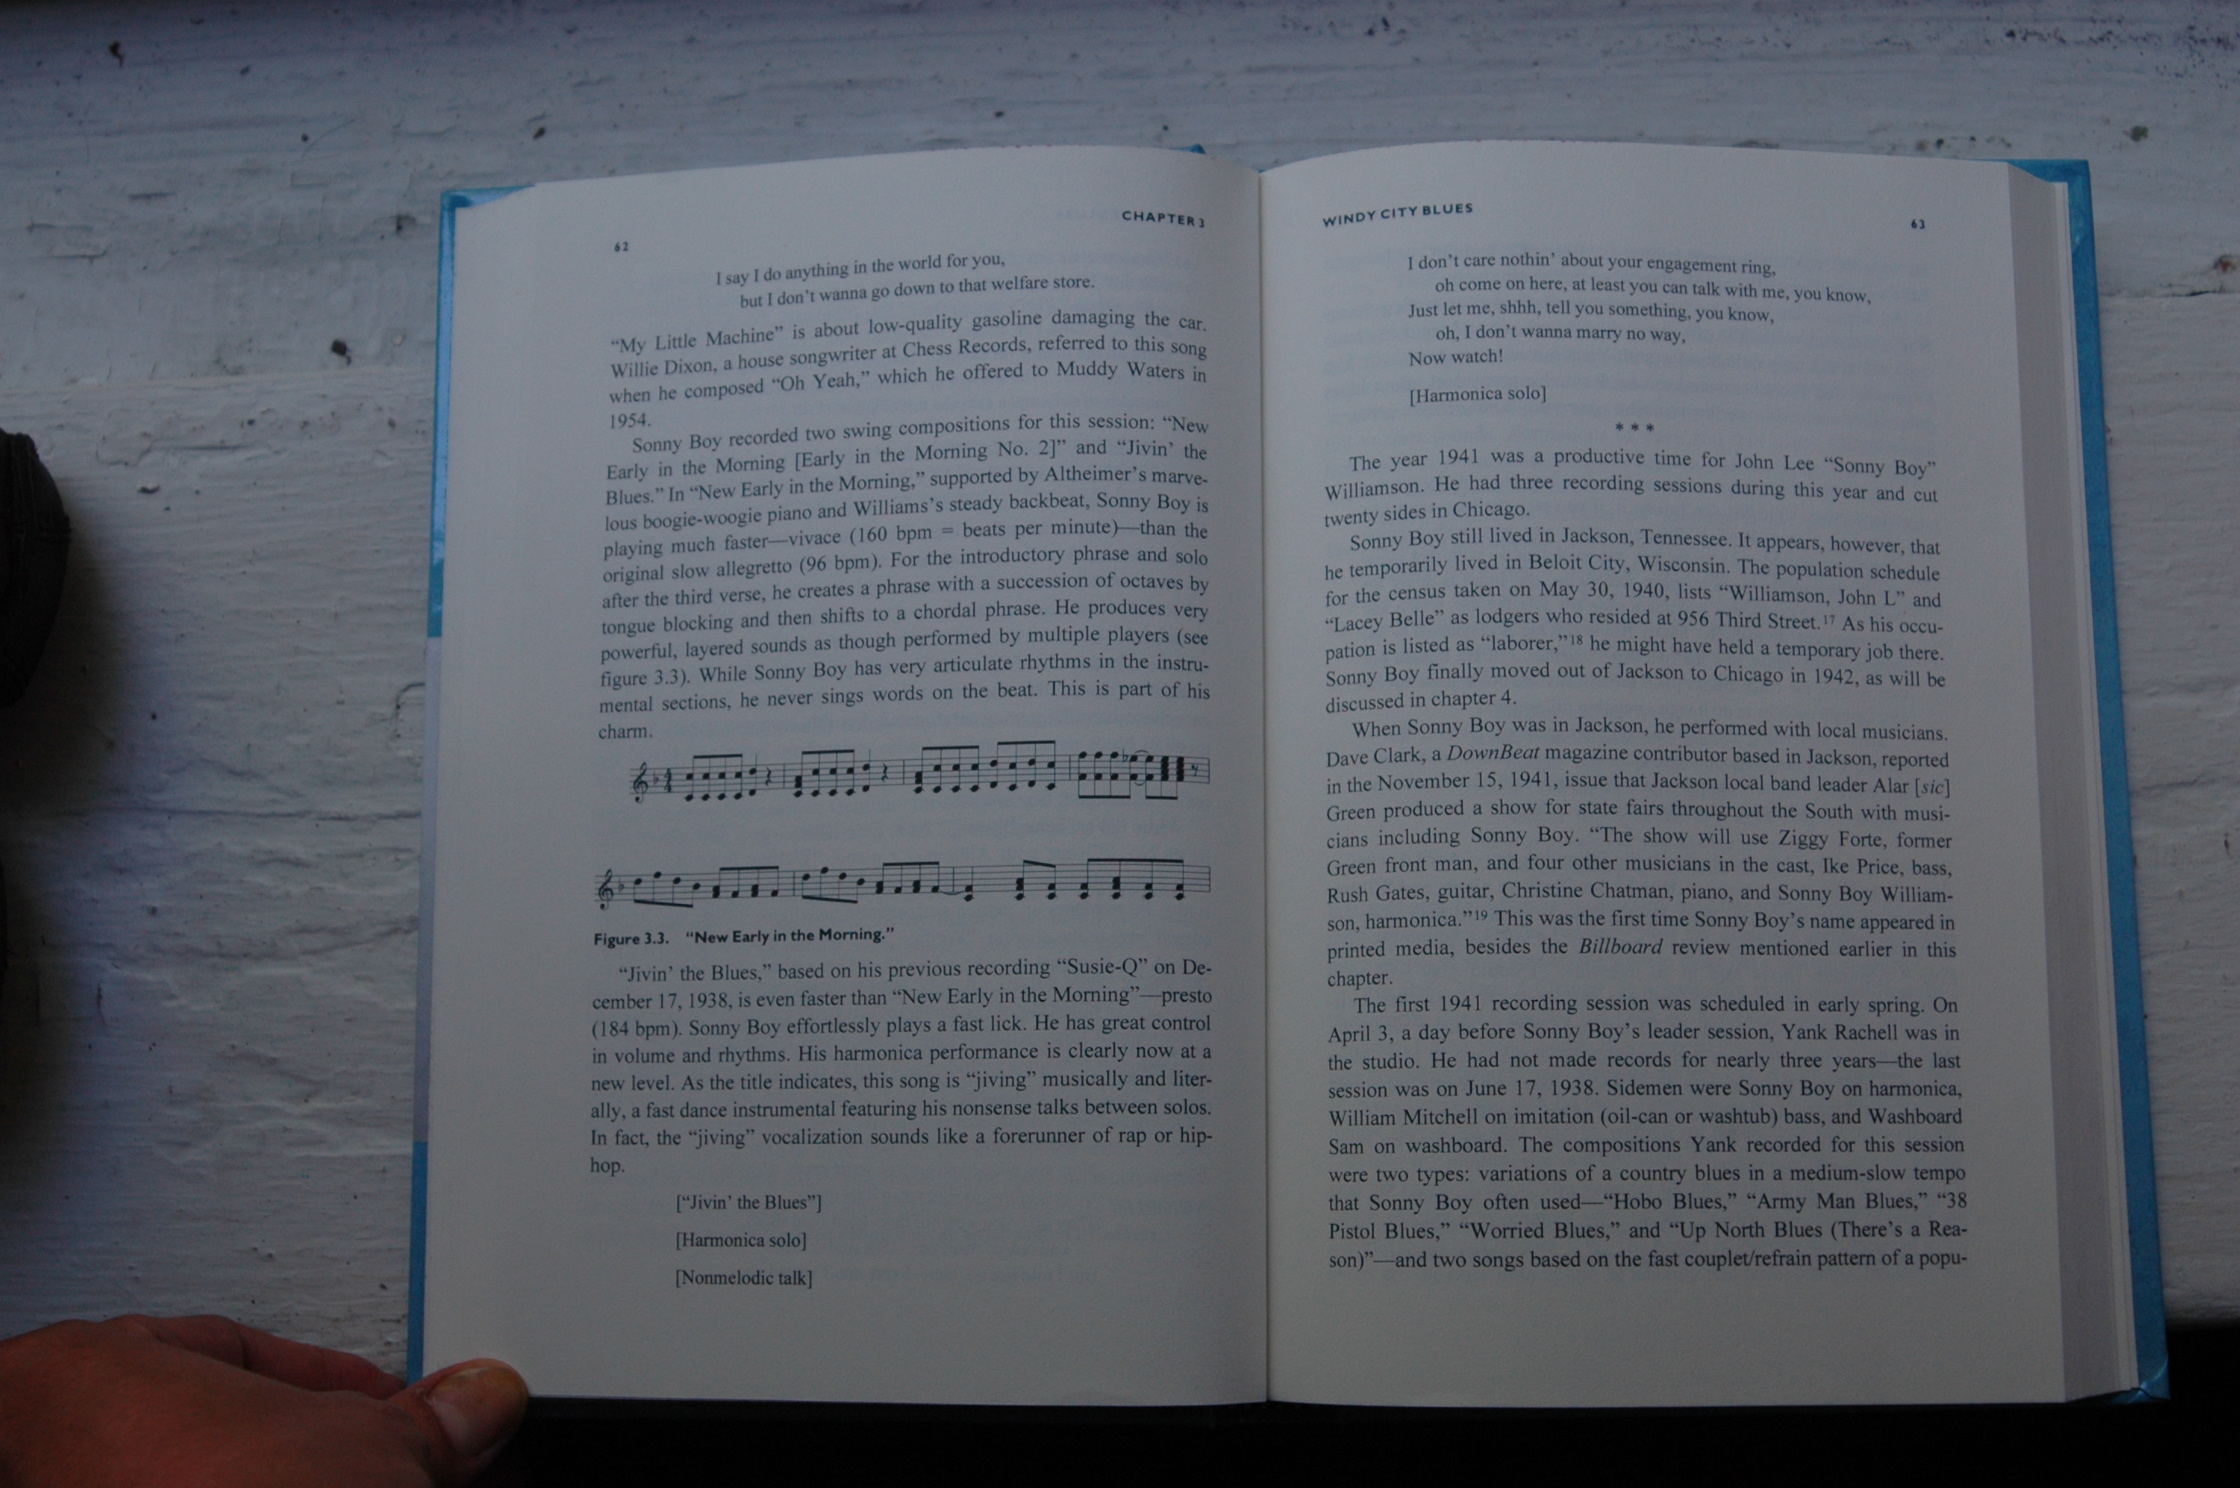 62
CHAPTER 3
I say I do anything in the world for you,
but I don't wanna go down to that welfare store.
“My Little Machine” is about low-quality gasoline damaging the car.
Willie Dixon, a house songwriter at Chess Records, referred to this song
when he composed “Oh Yeah,” which he offered to Muddy Waters in
1954.
Sonny Boy recorded two swing compositions for this session: “New
Early in the Morning [Early in the Morning No. 2]” and “Jivin’ the
Blues.” In “New Early in the Morning,” supported by Altheimer’s marve-
lous boogie-woogie piano and Williams’s steady backbeat, Sonny Boy is
playing much faster—vivace (160 bpm = beats per minute)—than the
original slow allegretto (96 bpm). For the introductory phrase and solo
after the third verse, he creates a phrase with a succession of octaves by
tongue blocking and then shifts to a chordal phrase. He produces very
powerful, layered sounds as though performed by multiple players (see
figure 3.3). While Sonny Boy has very articulate rhythms in the instru-
mental sections, he never sings words on the beat. This is part of his
charm.
Figure 3.3. “New Early in the Morning.”
“Jivin’ the Blues,” based on his previous recording “Susie-Q” on De-
cember 17, 1938, is even faster than “New Early in the Morning”—presto
(184 bpm). Sonny Boy effortlessly plays a fast lick. He has great control
in volume and rhythms. His harmonica performance is clearly now at a
new level. As the title indicates, this song is “jiving” musically and liter-
ally, a fast dance instrumental featuring his nonsense talks between solos.
In fact, the “jiving” vocalization sounds like a forerunner of rap or hip-
hop.
[“Jivin’ the Blues”]
[Harmonica solo]
[Nonmelodic talk]
WINDY CITY BLUES
63
I don’t care nothin’ about your engagement ring,
oh come on here, at least you can talk with me, you know,
Just let me, shhh, tell you something, you know,
oh, I don’t wanna marry no way,
Now watch!
[Harmonica solo]
* * *
The year 1941 was a productive time for John Lee “Sonny Boy”
Williamson. He had three recording sessions during this year and cut
twenty sides in Chicago.
Sonny Boy still lived in Jackson, Tennessee. It appears, however, that
he temporarily lived in Beloit City, Wisconsin. The population schedule
for the census taken on May 30, 1940, lists “Williamson, John L” and
“Lacey Belle” as lodgers who resided at 956 Third Street.17 As his occu-
pation is listed as “laborer,”18 he might have held a temporary job there.
Sonny Boy finally moved out of Jackson to Chicago in 1942, as will be
discussed in chapter 4.
When Sonny Boy was in Jackson, he performed with local musicians.
Dave Clark, a DownBeat magazine contributor based in Jackson, reported
in the November 15, 1941, issue that Jackson local band leader Alar [sic]
Green produced a show for state fairs throughout the South with musi-
cians including Sonny Boy. “The show will use Ziggy Forte, former
Green front man, and four other musicians in the cast, Ike Price, bass,
Rush Gates, guitar, Christine Chatman, piano, and Sonny Boy William-
son, harmonica.”19 This was the first time Sonny Boy’s name appeared in
printed media, besides the Billboard review mentioned earlier in this
chapter.
The first 1941 recording session was scheduled in early spring. On
April 3, a day before Sonny Boy’s leader session, Yank Rachell was in
the studio. He had not made records for nearly three years—the last
session was on June 17, 1938. Sidemen were Sonny Boy on harmonica,
William Mitchell on imitation (oil-can or washtub) bass, and Washboard
Sam on washboard. The compositions Yank recorded for this session
were two types: variations of a country blues in a medium-slow tempo
that Sonny Boy often used—“Hobo Blues,” “Army Man Blues,” “38
Pistol Blues,” “Worried Blues,” and “Up North Blues (There’s a Rea-
son)”—and two songs based on the fast couplet/refrain pattern of a popu-